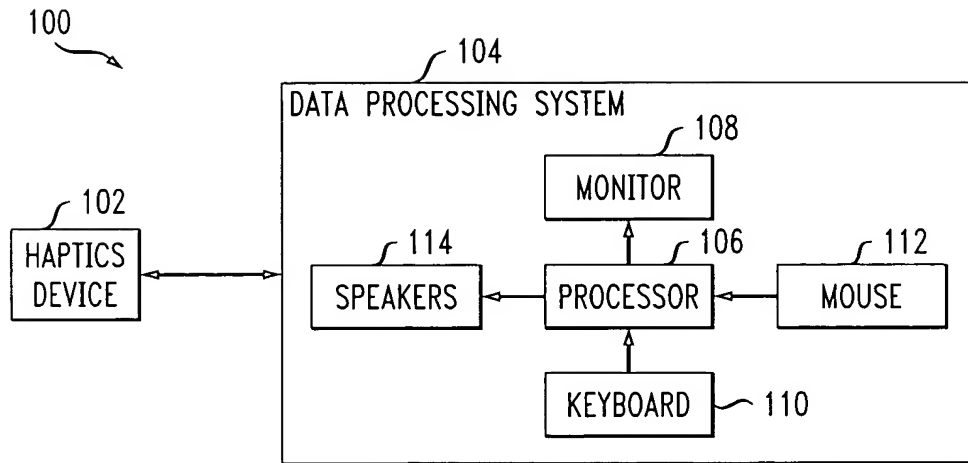 100
104
DATA PROCESSING SYSTEM
108
MONITOR
102
HAPTICS
DEVICE
114
SPEAKERS
106
PROCESSOR
112
MOUSE
KEYBOARD
110